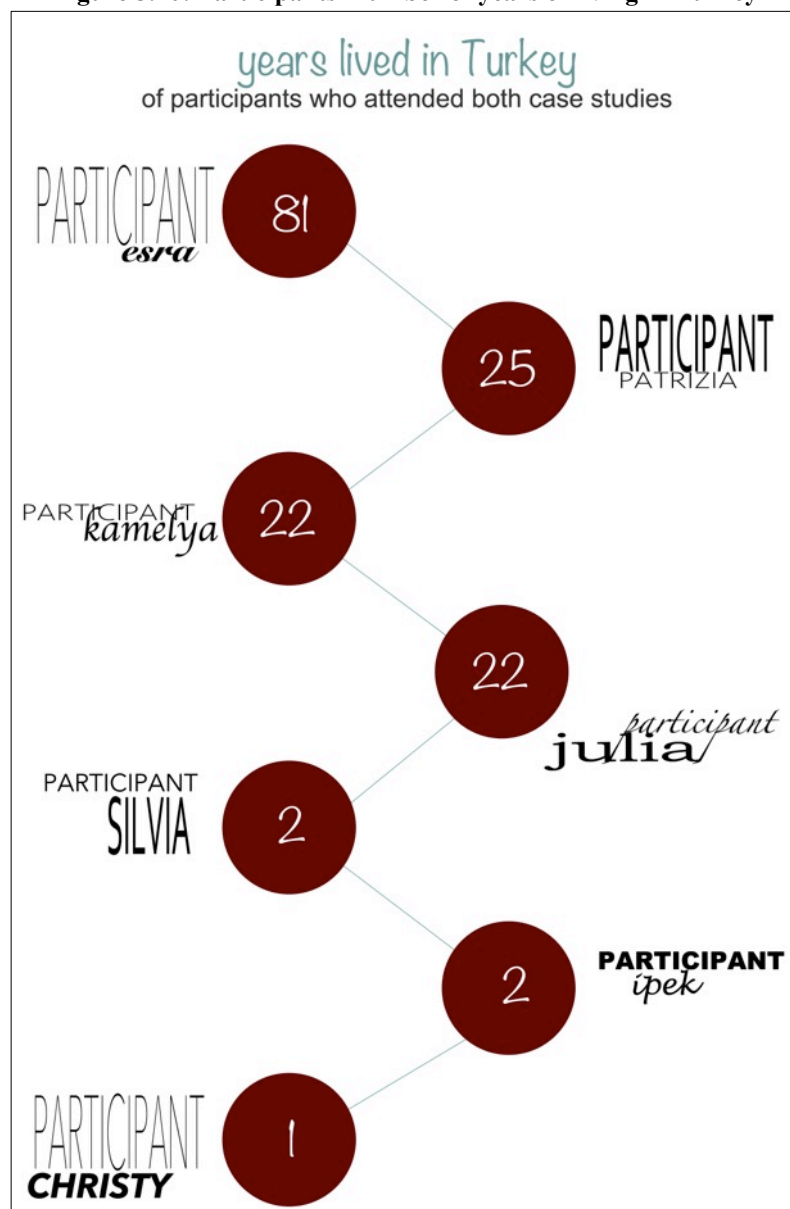 years lived in Turkey
of participants who attended both case studies
PARTICIPANT
esra
81
25
PARTICIPANT
PATRIZIA
PARTICIPANT
kamelya
22
22
participant
julia
PARTICIPANT
SILVIA
2
2
PARTICIPANT
ipek
PARTICIPANT
CHRISTY
1